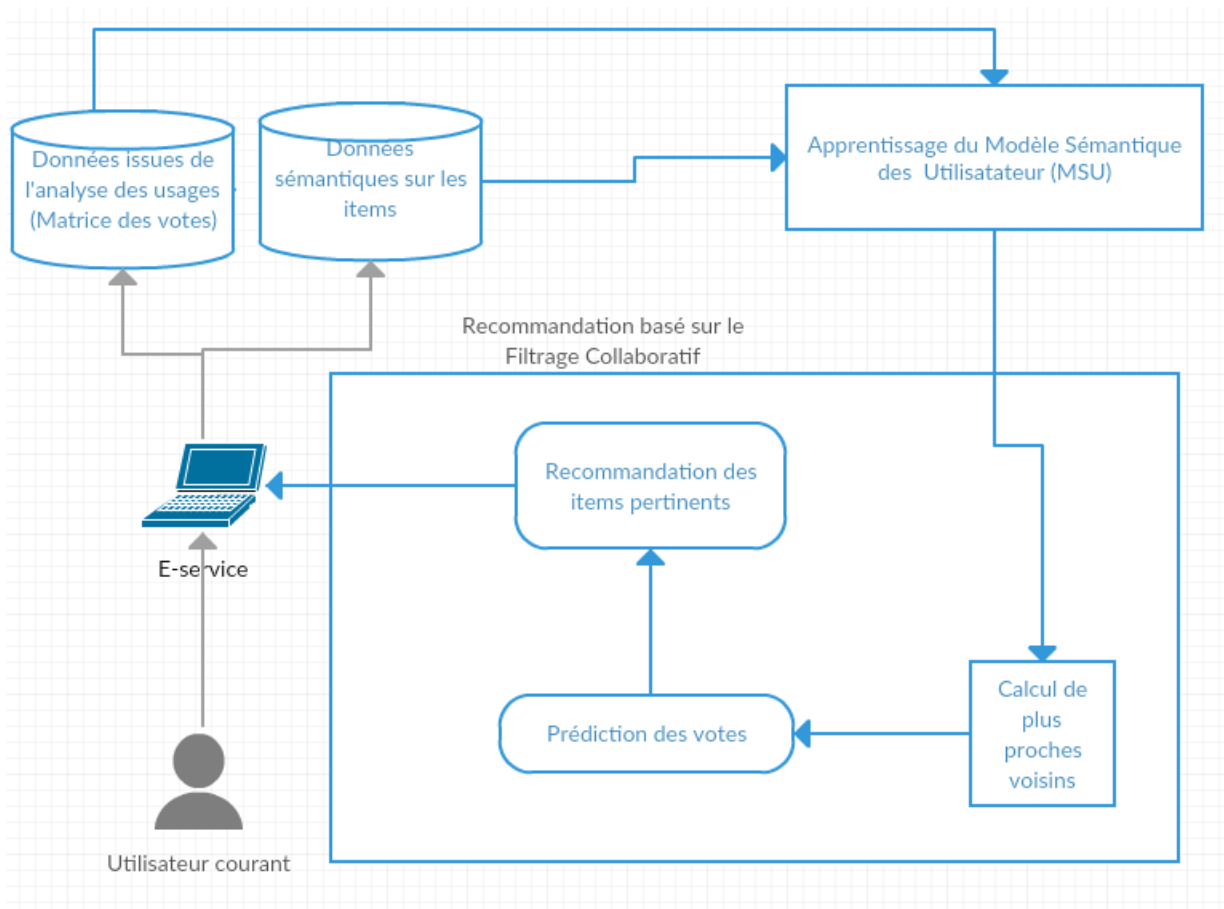 Données issues de
l'analyse des usages
(Matrice des votes)
Données
sémantiques sur les
items
Apprentissage du Modèle Sémantique
des Utilisatateur (MSU)
Recommandation basé sur le
Filtrage Collaboratif
Recommandation des
items pertinents
E-service
Prédiction des votes
Calcul de
plus
proches
voisins
Utilisateur courant